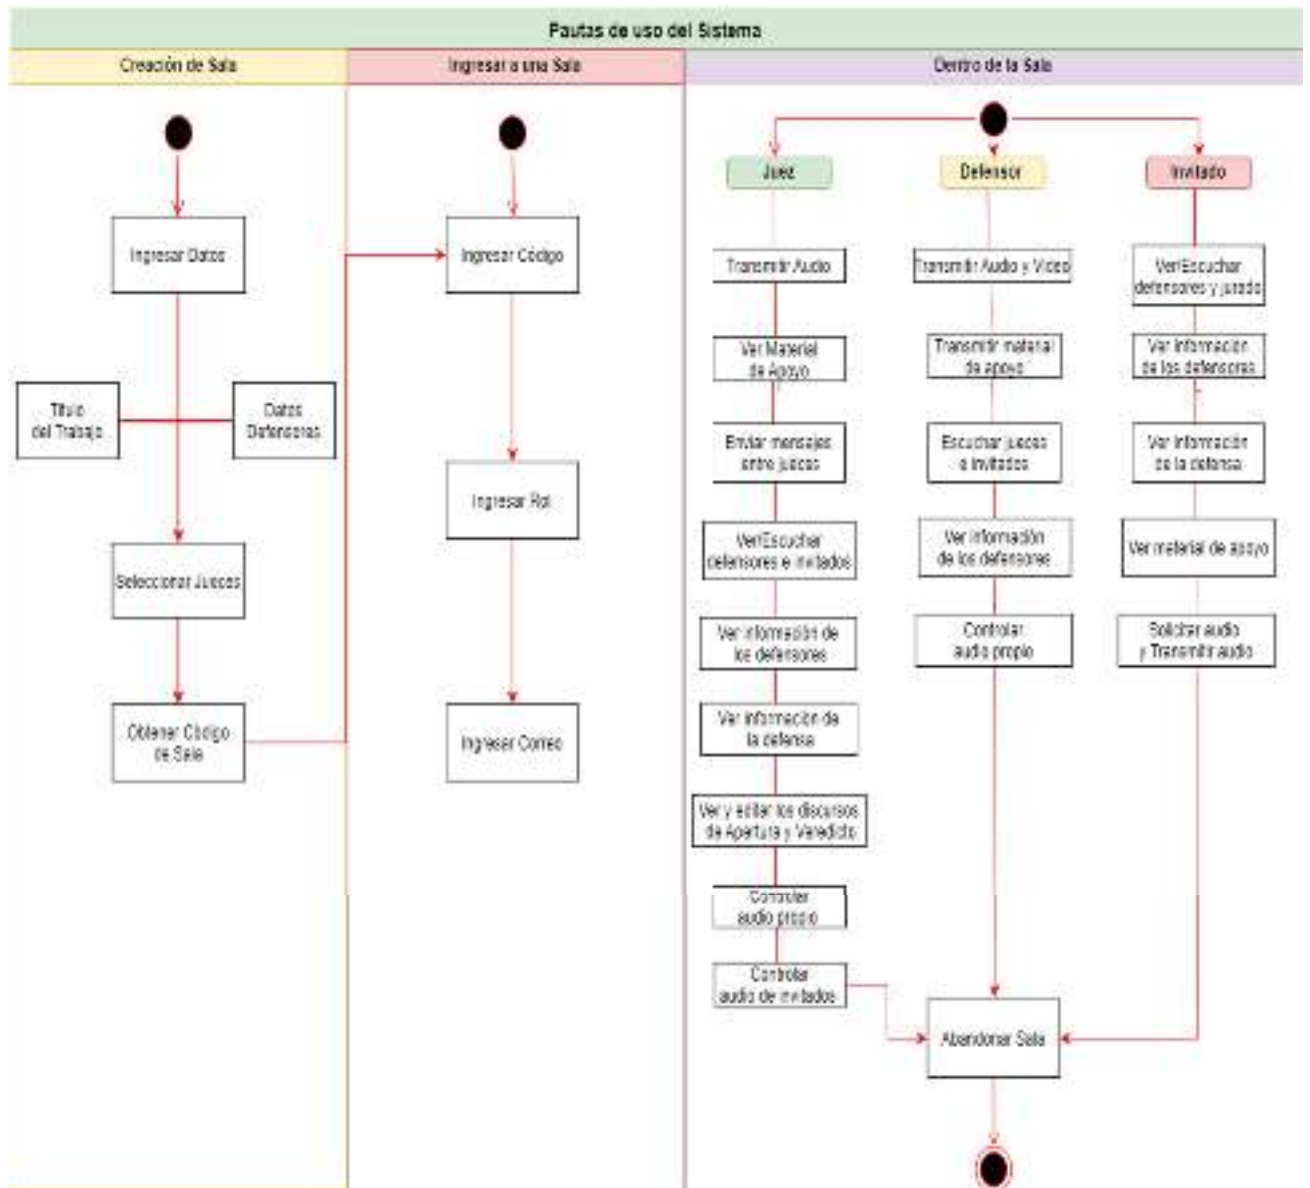 Pautas de uso del Sistema
Creación de Sala
Ingresar Datos
Título
del Trabajo
Datos
Defensores
Seleccionar Jueces
Obtener Código
de Sala
Ingresar a una Sala
Ingresar Código
Ingresar Rol
Ingresar Correo
Dentro de la Sala
Juez
Transmitir Audio
Ver Material
de Apoyo
Enviar mensajes
entre jueces
Ver/Escuchar
defensores e invitados
Ver información de
los defensores
Ver información de
la defensa
Ver y editar los discursos
de Apertura y Veredicto
Controlar
audio propio
Controlar
audio de invitados
Defensor
Transmitir Audio y Video
Transmitir material
de apoyo
Escuchar jueces
e invitados
Ver información
de los defensores
Controlar
audio propio
Invitado
Ver/Escuchar
defensores y jurado
Ver información
de los defensores
Ver información
de la defensa
Ver material de apoyo
Solicitar audio
y Transmitir audio
Abandonar Sala